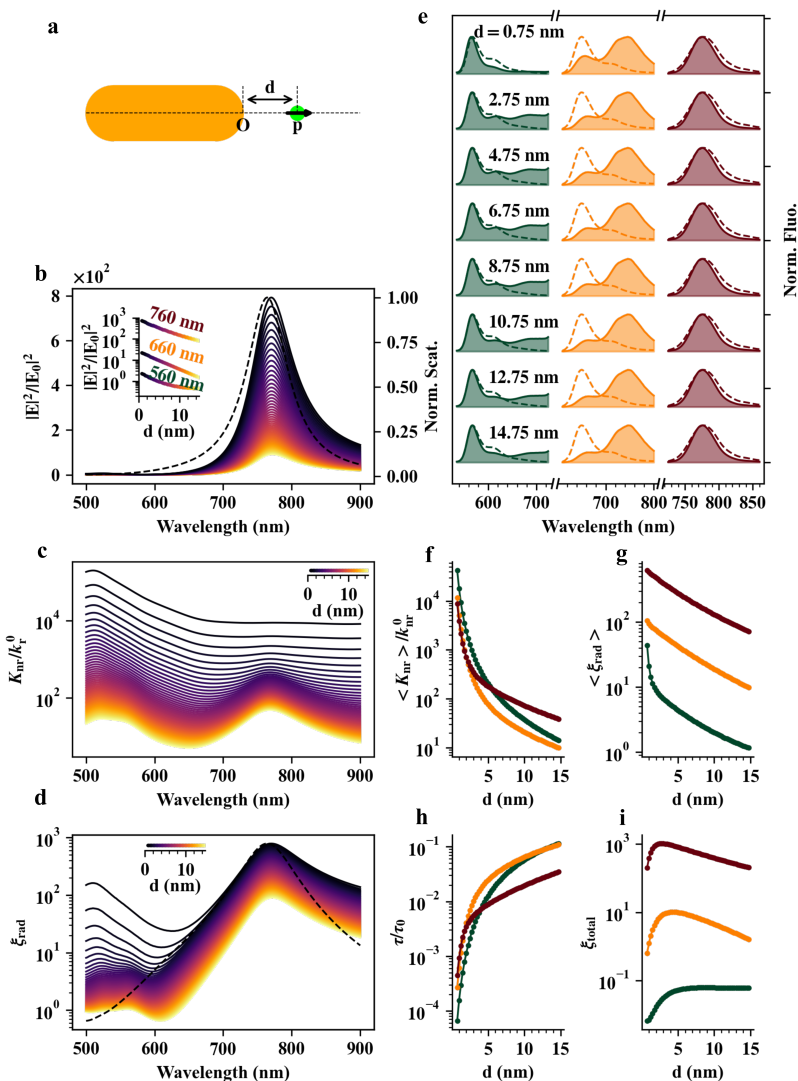 a
d
O
p
b
×10²
8
6
4
2
0
|E|²/|E₀|²
10³
10²
10¹
10⁰
|E|²/|E₀|²
760 nm
660 nm
560 nm
0
10
d (nm)
1.00
0.75
0.50
0.25
0.00
Norm. Scat.
500 600 700 800 900
Wavelength (nm)
c
10⁴
10²
K_nr/k_r^0
0 10
d (nm)
500 600 700 800 900
Wavelength (nm)
d
10³
10²
10¹
10⁰
ξ_rad
0 10
d (nm)
500 600 700 800 900
Wavelength (nm)
e
d = 0.75 nm
2.75 nm
4.75 nm
6.75 nm
8.75 nm
10.75 nm
12.75 nm
14.75 nm
Norm. Fluo.
600 700
700 800
750 800 850
Wavelength (nm)
f
10⁴
10³
10²
10¹
< K_nr > /k_nr^0
5 10 15
d (nm)
g
10²
10¹
10⁰
< ξ_rad >
5 10 15
d (nm)
h
10⁻¹
10⁻²
10⁻³
10⁻⁴
τ/τ₀
0 5 10 15
d (nm)
i
10³
10¹
10⁻¹
ξ_total
0 5 10 15
d (nm)